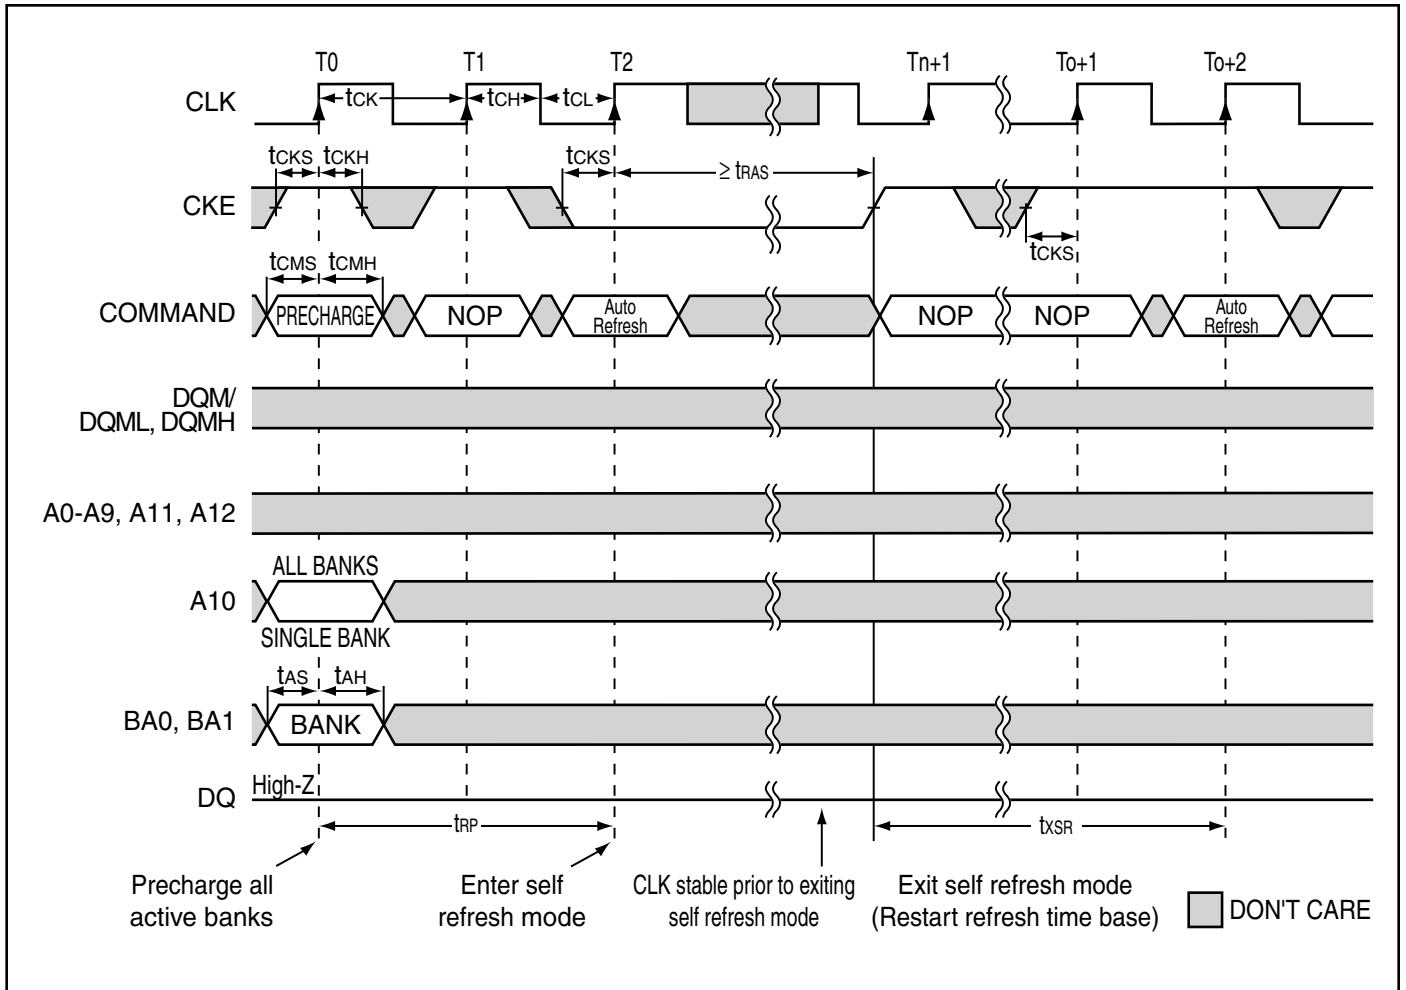 T0 T1 T2 Tn+1 To+1 To+2
CLK tCK tCH tCL
tCKS tCKH tCKS ≥ tRAS
CKE
tCKS
tCMS tCMH
COMMAND PRECHARGE NOP Auto Refresh NOP NOP Auto Refresh
DQM/
DQML, DQMH
A0-A9, A11, A12
ALL BANKS
A10
SINGLE BANK
tAS tAH
BA0, BA1 BANK
High-Z
DQ
tRP tXSR
Precharge all
active banks
Enter self
refresh mode
CLK stable prior to exiting
self refresh mode
Exit self refresh mode
(Restart refresh time base)
DON'T CARE